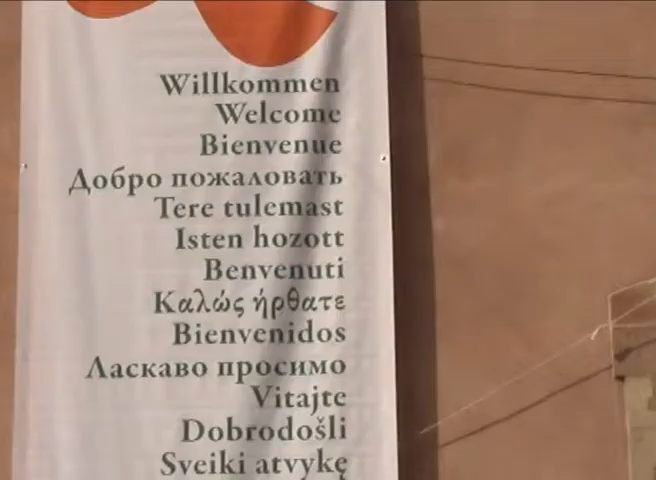 Willkommen
Welcome
Bienvenue
Добро пожаловать
Tere tulemast
Isten hozott
Benvenuti
Καλώς ήρθατε
Bienvenidos
Ласкаво просимо
Vitajte
Dobrodošli
Sveiki atvykę